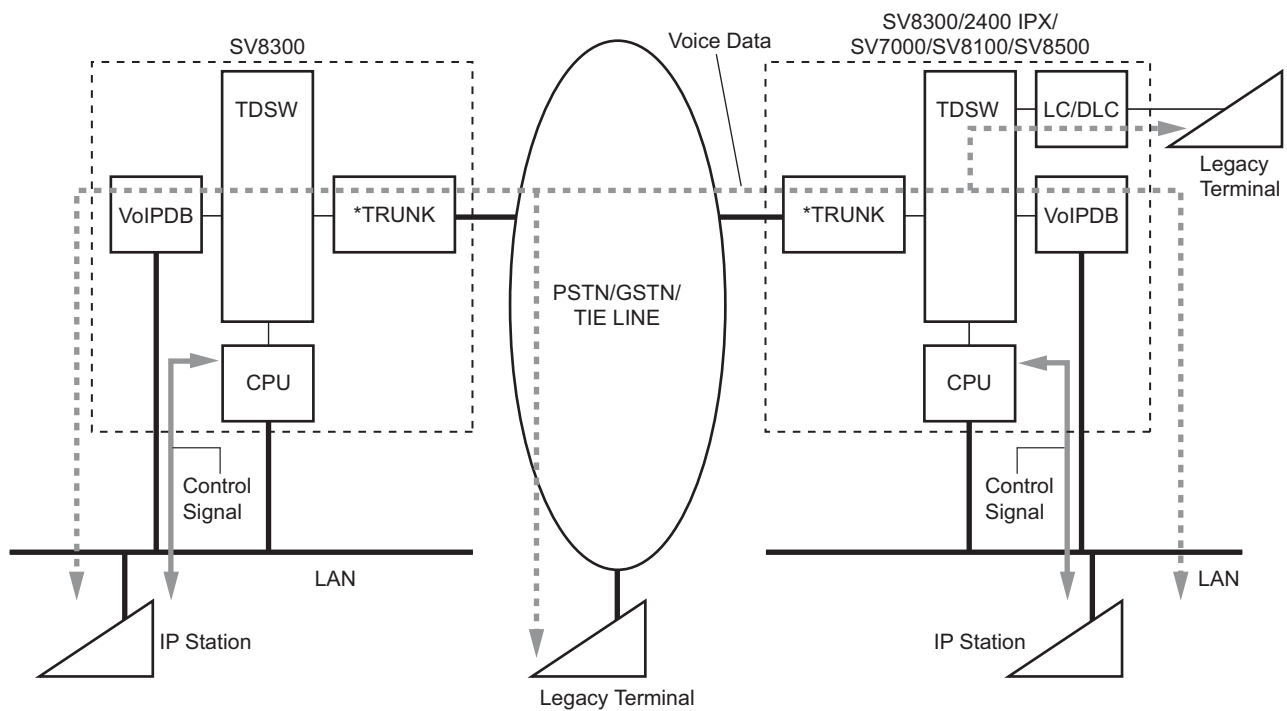 SV8300/2400 IPX/
SV7000/SV8100/SV8500
SV8300
Voice Data
TDSW
VoIPDB
*TRUNK
CPU
Control
Signal
LAN
IP Station
PSTN/GSTN/
TIE LINE
Legacy Terminal
TDSW
LC/DLC
Legacy
Terminal
*TRUNK
VoIPDB
CPU
Control
Signal
LAN
IP Station